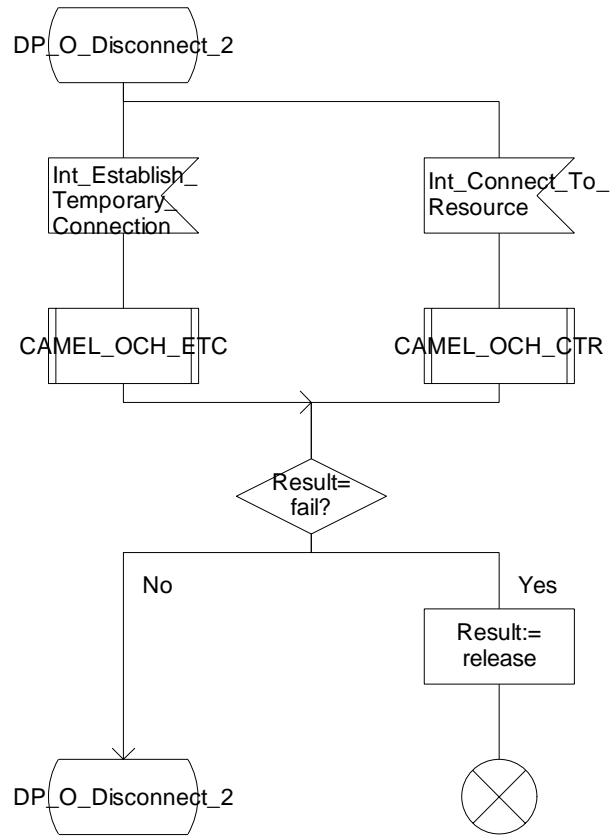 DP_O_Disconnect_2
Int_Establish_
Temporary_
Connection
Int_Connect_To_
Resource
CAMEL_OCH_ETC
CAMEL_OCH_CTR
Result=
fail?
No
Yes
Result:=
release
DP_O_Disconnect_2